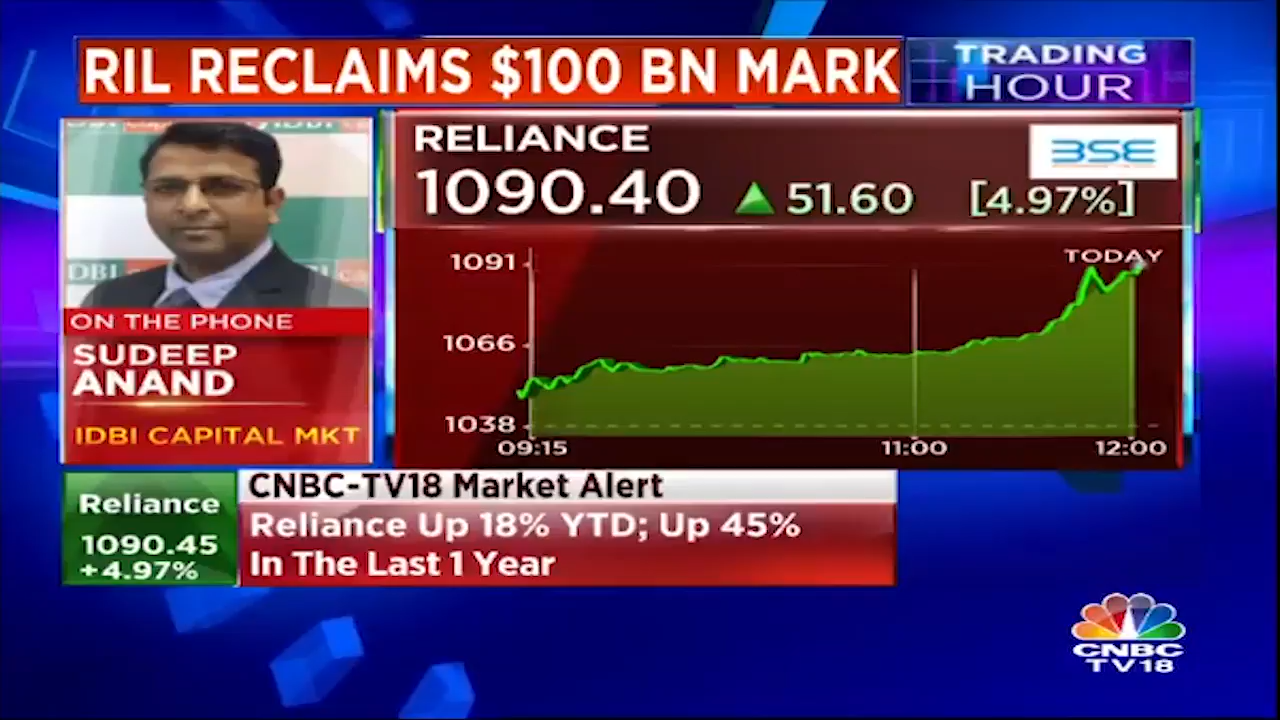 RIL RECLAIMS $100 BN MARK
TRADING
HOUR
RELIANCE
BSE
1090.40 ▲ 51.60 [4.97%]
TODAY
1091
1066
1038
09:15 11:00 12:00
IDBI
DBI
ON THE PHONE
SUDEEP
ANAND
IDBI CAPITAL MKT
Reliance
1090.45
+4.97%
CNBC-TV18 Market Alert
Reliance Up 18% YTD; Up 45%
In The Last 1 Year
CNBC
TV18